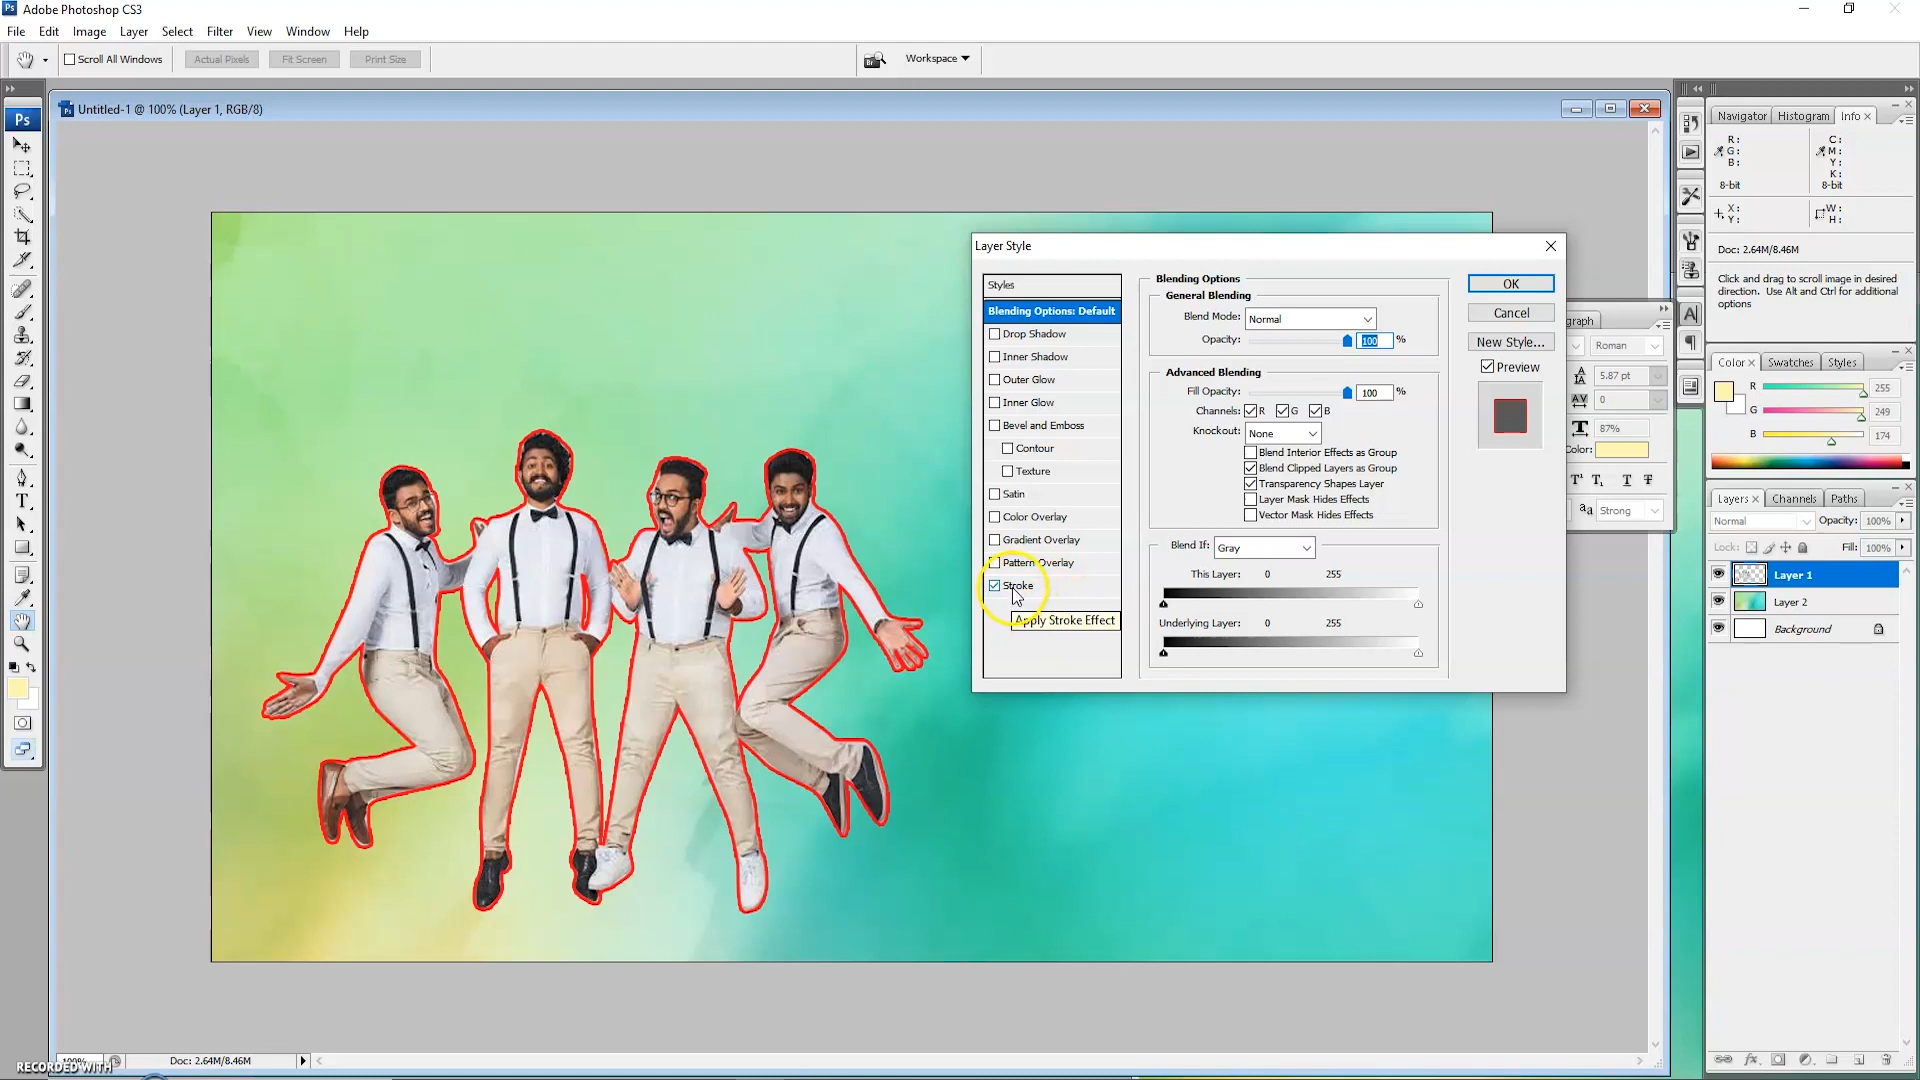 Adobe Photoshop CS3
File Edit Image Layer Select Filter View Window Help
Scroll All Windows Actual Pixels Fit Screen Print Size Workspace
Untitled-1 @ 100% (Layer 1, RGB/8)
Ps
Navigator Histogram Info
R: C:
G: M:
B: Y:
K:
8-bit 8-bit
X: W:
Y: H:
Doc: 2.64M/8.46M
Click and drag to scroll image in desired
direction. Use Alt and Ctrl for additional
options
graph
Roman
5.87 pt
0
87%
Color:
Strong
Color Swatches Styles
R 255
G 249
B 174
Layers Channels Paths
Normal Opacity: 100%
Lock: Fill: 100%
Layer 1
Layer 2
Background
Layer Style
Styles
Blending Options: Default
Drop Shadow
Inner Shadow
Outer Glow
Inner Glow
Bevel and Emboss
Contour
Texture
Satin
Color Overlay
Gradient Overlay
Pattern Overlay
Stroke
Apply Stroke Effect
Blending Options
General Blending
Blend Mode: Normal
Opacity: 100 %
Advanced Blending
Fill Opacity: 100 %
Channels: R G B
Knockout: None
Blend Interior Effects as Group
Blend Clipped Layers as Group
Transparency Shapes Layer
Layer Mask Hides Effects
Vector Mask Hides Effects
Blend If: Gray
This Layer: 0 255
Underlying Layer: 0 255
OK
Cancel
New Style...
Preview
100% Doc: 2.64M/8.46M
RECORDED WITH